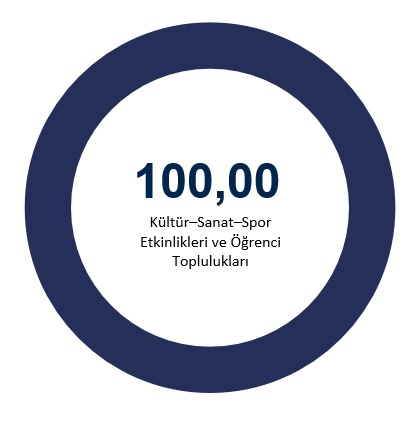 100,00
Kültür–Sanat–Spor
Etkinlikleri ve Öğrenci
Toplulukları